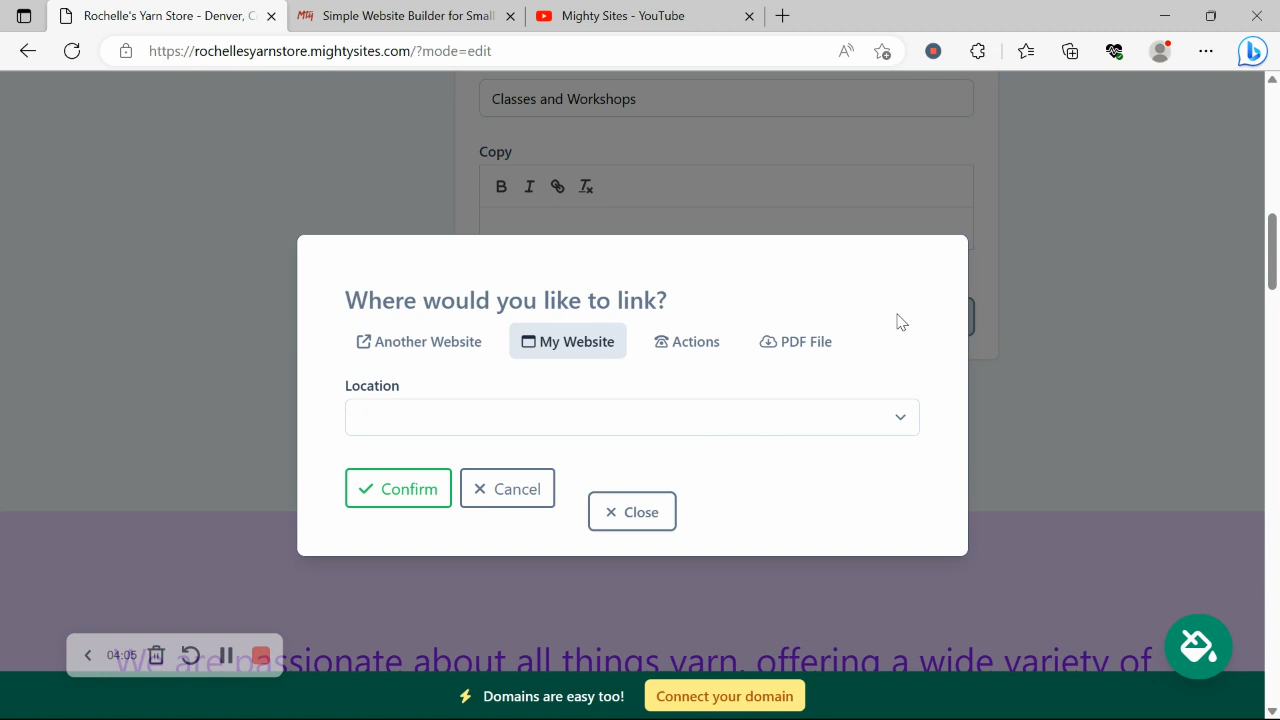 Rochelle's Yarn Store - Denver, C
Simple Website Builder for Small
Mighty Sites - YouTube
https://rochellesyarnstore.mightysites.com/?mode=edit
Classes and Workshops
Copy
B I
Where would you like to link?
Another Website My Website Actions PDF File
Location
Confirm Cancel
Close
04:05
We are passionate about all things yarn, offering a wide variety of
Domains are easy too! Connect your domain